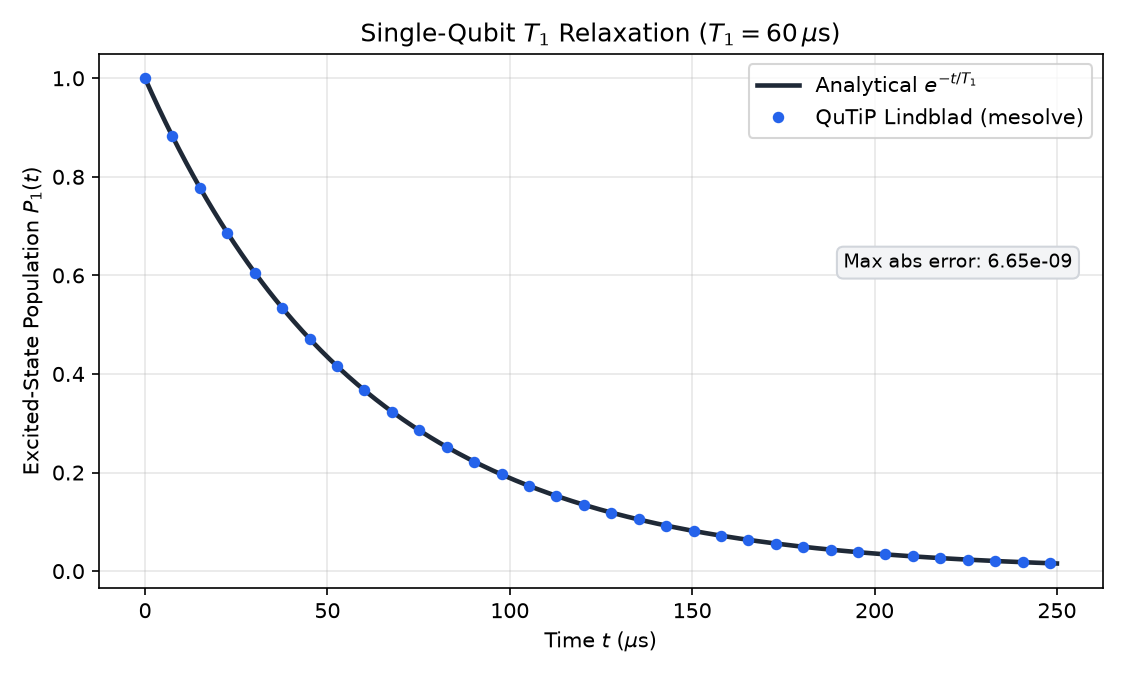 Single-Qubit T₁ Relaxation (T₁ = 60 μs)
Analytical e^{−t/T₁}
QuTiP Lindblad (mesolve)
Max abs error: 6.65e-09
Excited-State Population P₁(t)
1.0
0.8
0.6
0.4
0.2
0.0
0 50 100 150 200 250
Time t (μs)